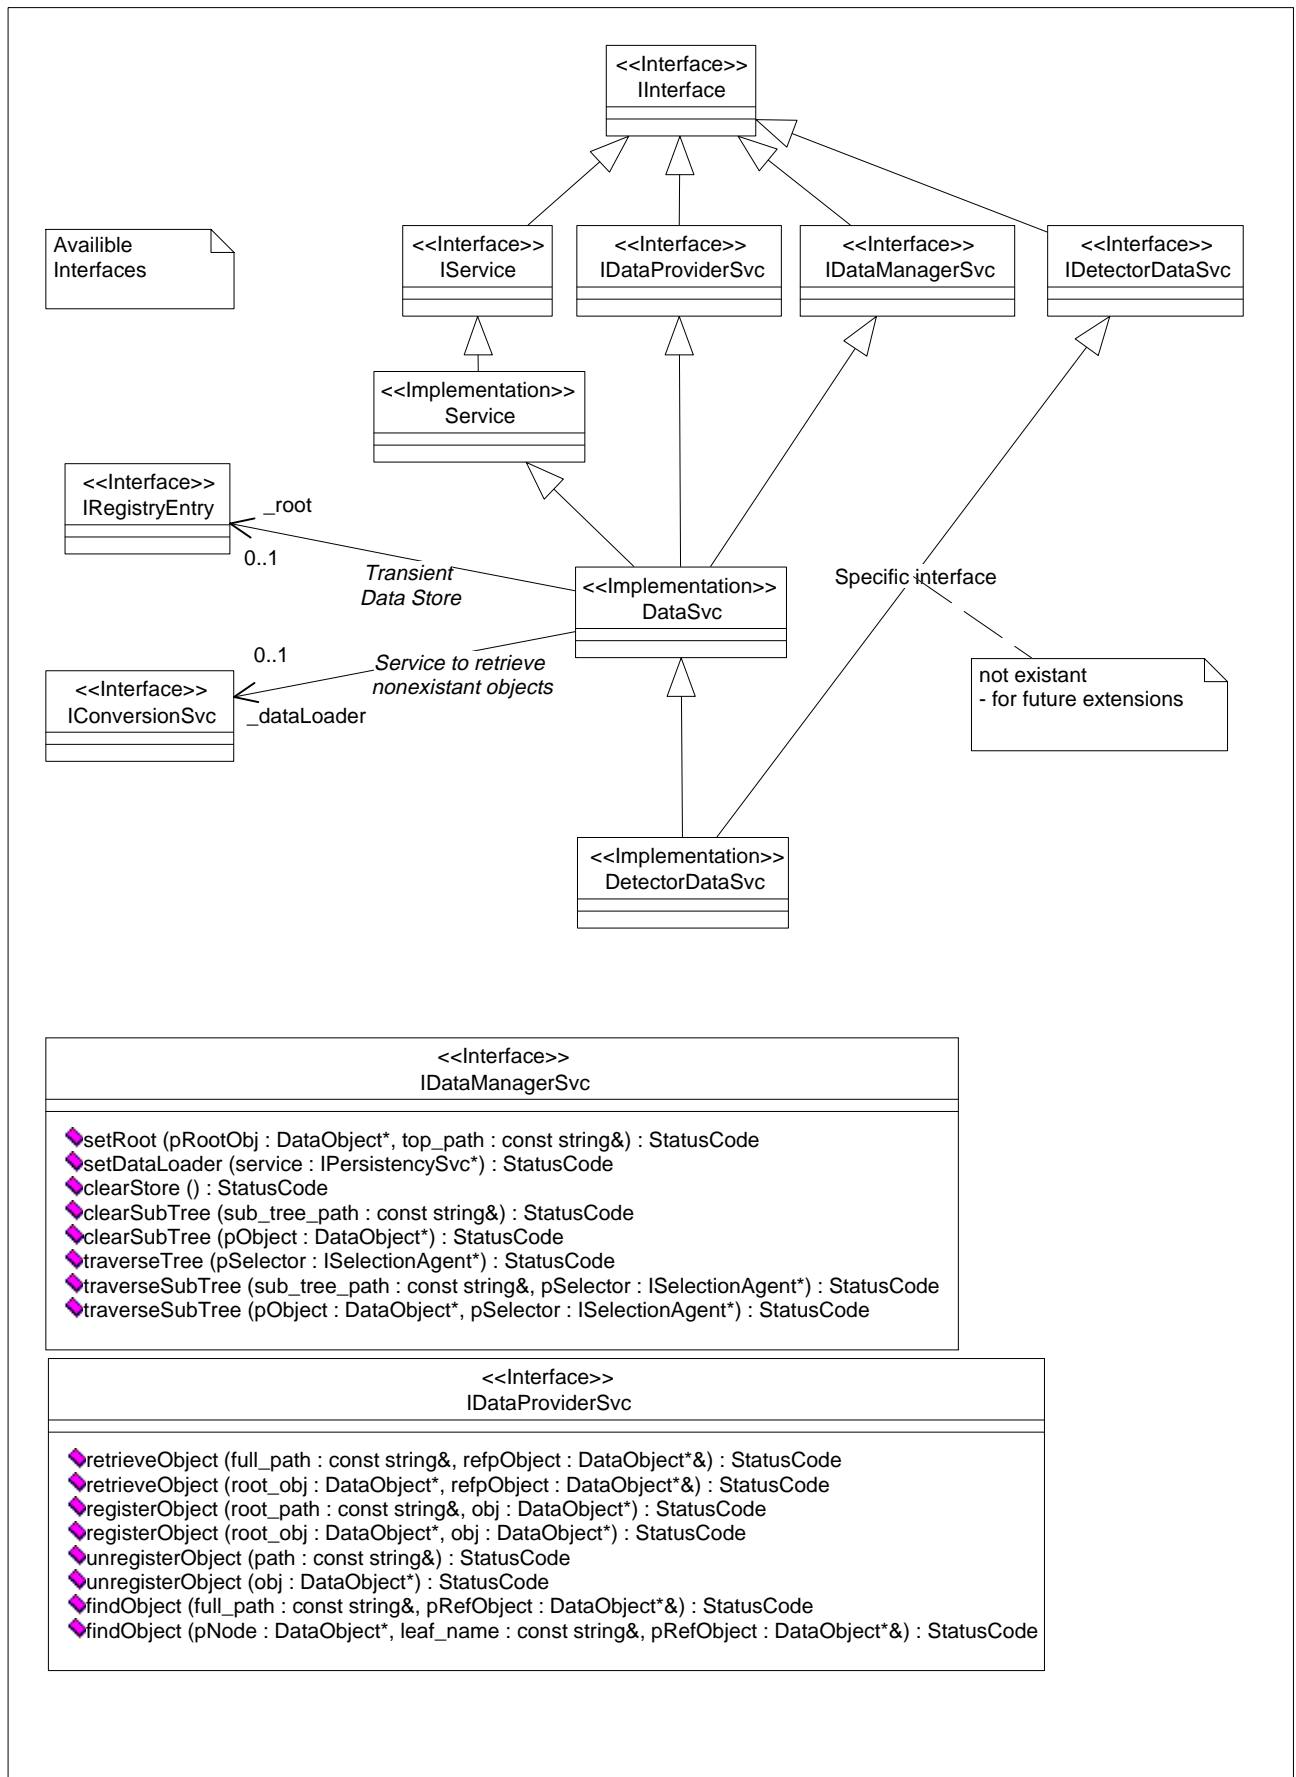 <<Interface>>
IInterface
Availible
Interfaces
<<Interface>>
IService
<<Interface>>
IDataProviderSvc
<<Interface>>
IDataManagerSvc
<<Interface>>
IDetectorDataSvc
<<Implementation>>
Service
<<Interface>>
IRegistryEntry
_root
0..1
Transient
Data Store
<<Implementation>>
DataSvc
Specific interface
0..1
Service to retrieve
nonexistant objects
<<Interface>>
IConversionSvc
_dataLoader
not existant
- for future extensions
<<Implementation>>
DetectorDataSvc
<<Interface>>
IDataManagerSvc
setRoot (pRootObj : DataObject*, top_path : const string&) : StatusCode
setDataLoader (service : IPersistencySvc*) : StatusCode
clearStore () : StatusCode
clearSubTree (sub_tree_path : const string&) : StatusCode
clearSubTree (pObject : DataObject*) : StatusCode
traverseTree (pSelector : ISelectionAgent*) : StatusCode
traverseSubTree (sub_tree_path : const string&, pSelector : ISelectionAgent*) : StatusCode
traverseSubTree (pObject : DataObject*, pSelector : ISelectionAgent*) : StatusCode
<<Interface>>
IDataProviderSvc
retrieveObject (full_path : const string&, refpObject : DataObject*&) : StatusCode
retrieveObject (root_obj : DataObject*, refpObject : DataObject*&) : StatusCode
registerObject (root_path : const string&, obj : DataObject*) : StatusCode
registerObject (root_obj : DataObject*, obj : DataObject*) : StatusCode
unregisterObject (path : const string&) : StatusCode
unregisterObject (obj : DataObject*) : StatusCode
findObject (full_path : const string&, pRefObject : DataObject*&) : StatusCode
findObject (pNode : DataObject*, leaf_name : const string&, pRefObject : DataObject*&) : StatusCode